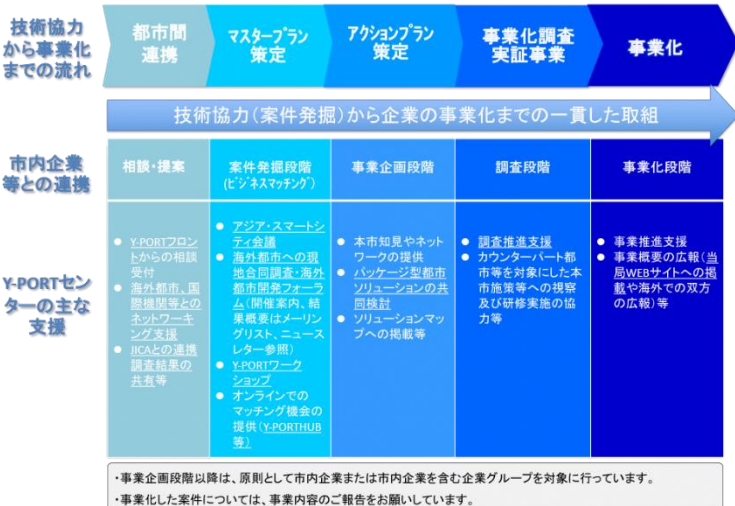 技術協力
から事業化
までの流れ
都市間
連携
マスタープラン
策定
アクションプラン
策定
事業化調査
実証事業
事業化
技術協力(案件発掘)から企業の事業化までの一貫した取組
市内企業
等との連携
相談・提案
案件発掘段階
(ビジネスマッチング)
事業企画段階
調査段階
事業化段階
Y-PORTセン
ターの主な
支援
● Y-PORTフロン
トからの相談
受付
● 海外都市、国
際機関等との
ネットワーキ
ング支援
● JICAとの連携
調査結果の
共有等
● アジア・スマートシ
ティ会議
● 海外都市への現
地合同調査・海外
都市開発フォーラ
ム(開催案内、結
果概要はメーリン
グリスト、ニュース
レター参照)
● Y-PORTワーク
ショップ
● オンラインでの
マッチング機会の
提供(Y-PORTHUB
等)
● 本市知見やネット
ワークの提供
● パッケージ型都市
ソリューションの共
同検討
● ソリューションマッ
プへの掲載等
● 調査推進支援
● カウンターパート都
市等を対象にした本
市施策等への視察
及び研修実施の協
力等
● 事業推進支援
● 事業概要の広報(当
局WEBサイトへの掲
載や海外での双方
の広報)等
・事業企画段階以降は、原則として市内企業または市内企業を含む企業グループを対象に行っています。
・事業化した案件については、事業内容のご報告をお願いしています。